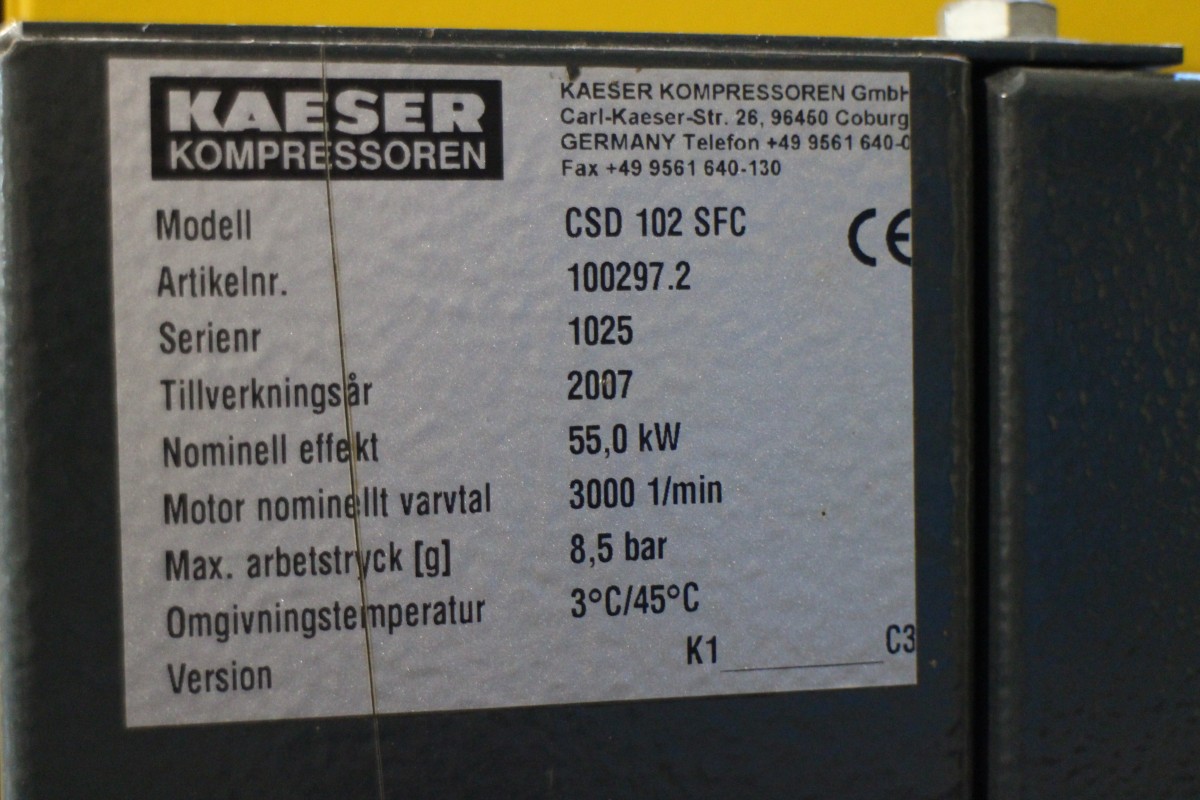 KAESER
KOMPRESSOREN
KAESER KOMPRESSOREN GmbH
Carl-Kaeser-Str. 26, 96450 Coburg
GERMANY Telefon +49 9561 640-0
Fax +49 9561 640-130
CE
Modell CSD 102 SFC
Artikelnr. 100297.2
Serienr 1025
Tillverkningsår 2007
Nominell effekt 55,0 kW
Motor nominellt varvtal 3000 1/min
Max. arbetstryck [g] 8,5 bar
Omgivningstemperatur 3°C/45°C
Version K1 __________ C3